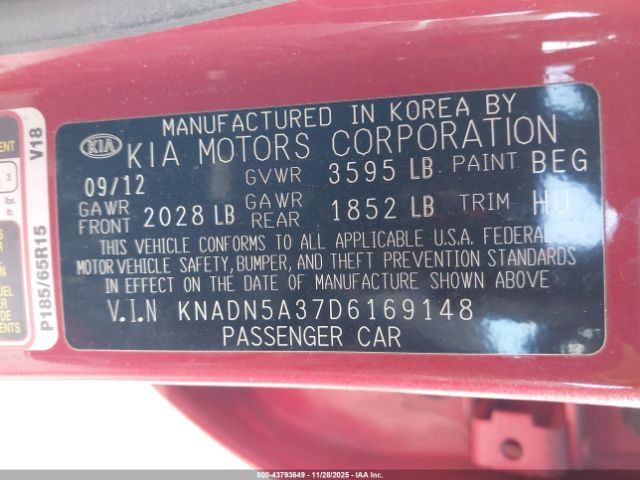 MANUFACTURED IN KOREA BY
KIA KIA MOTORS CORPORATION
09/12 GVWR 3595 LB PAINT BEG
GAWR FRONT 2028 LB GAWR REAR 1852 LB TRIM HU
THIS VEHICLE CONFORMS TO ALL APPLICABLE U.S.A. FEDERAL
MOTOR VEHICLE SAFETY, BUMPER, AND THEFT PREVENTION STANDARDS
IN EFFECT ON THE DATE OF MANUFACTURE SHOWN ABOVE.
V.I.N KNADN5A37D6169148
PASSENGER CAR
V18
P185/65R15
000-43793649 - 11/28/2025 - IAAI, Inc.